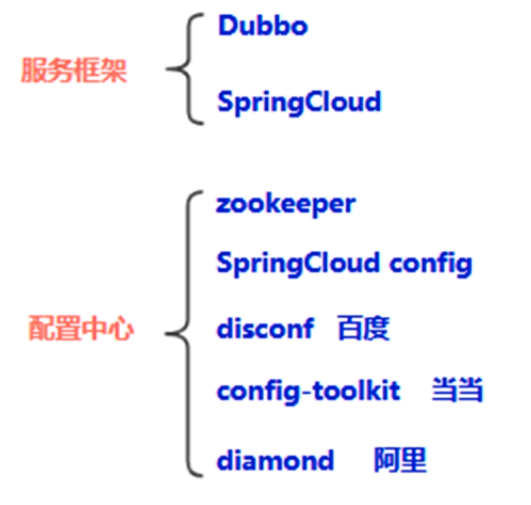 服务框架
Dubbo
SpringCloud
配置中心
zookeeper
SpringCloud config
disconf 百度
config-toolkit 当当
diamond 阿里